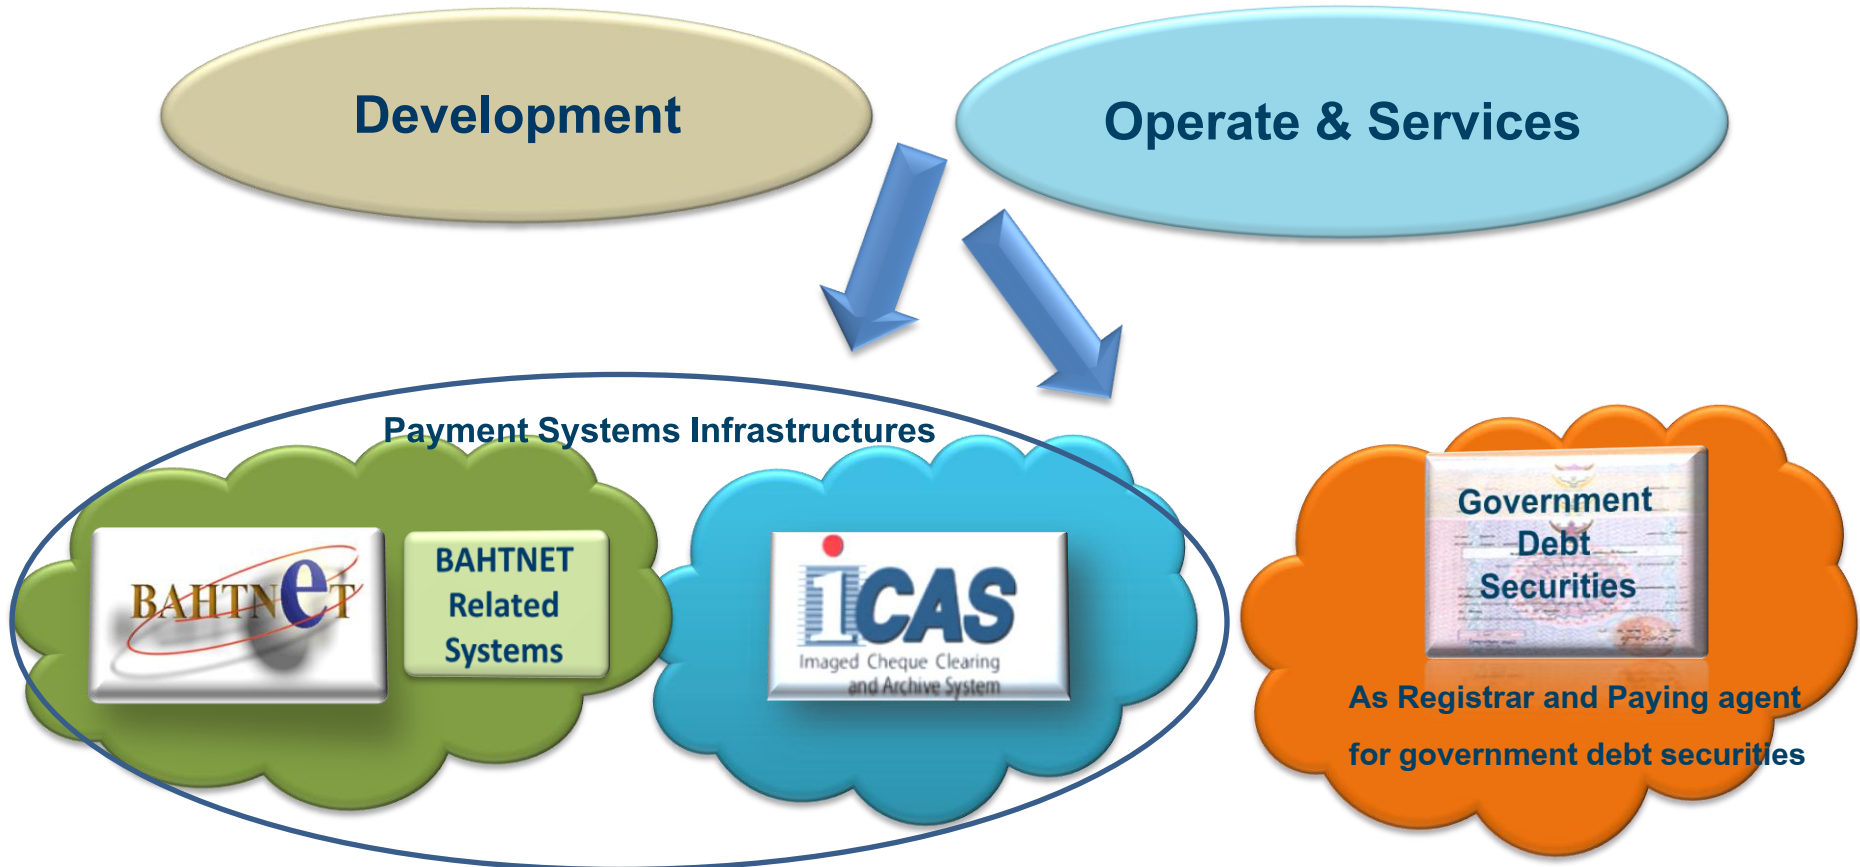 Development
Operate & Services
Payment Systems Infrastructures
BAHTNeT
BAHTNET
Related
Systems
iCAS
Imaged Cheque Clearing
and Archive System
Government
Debt
Securities
As Registrar and Paying agent
for government debt securities